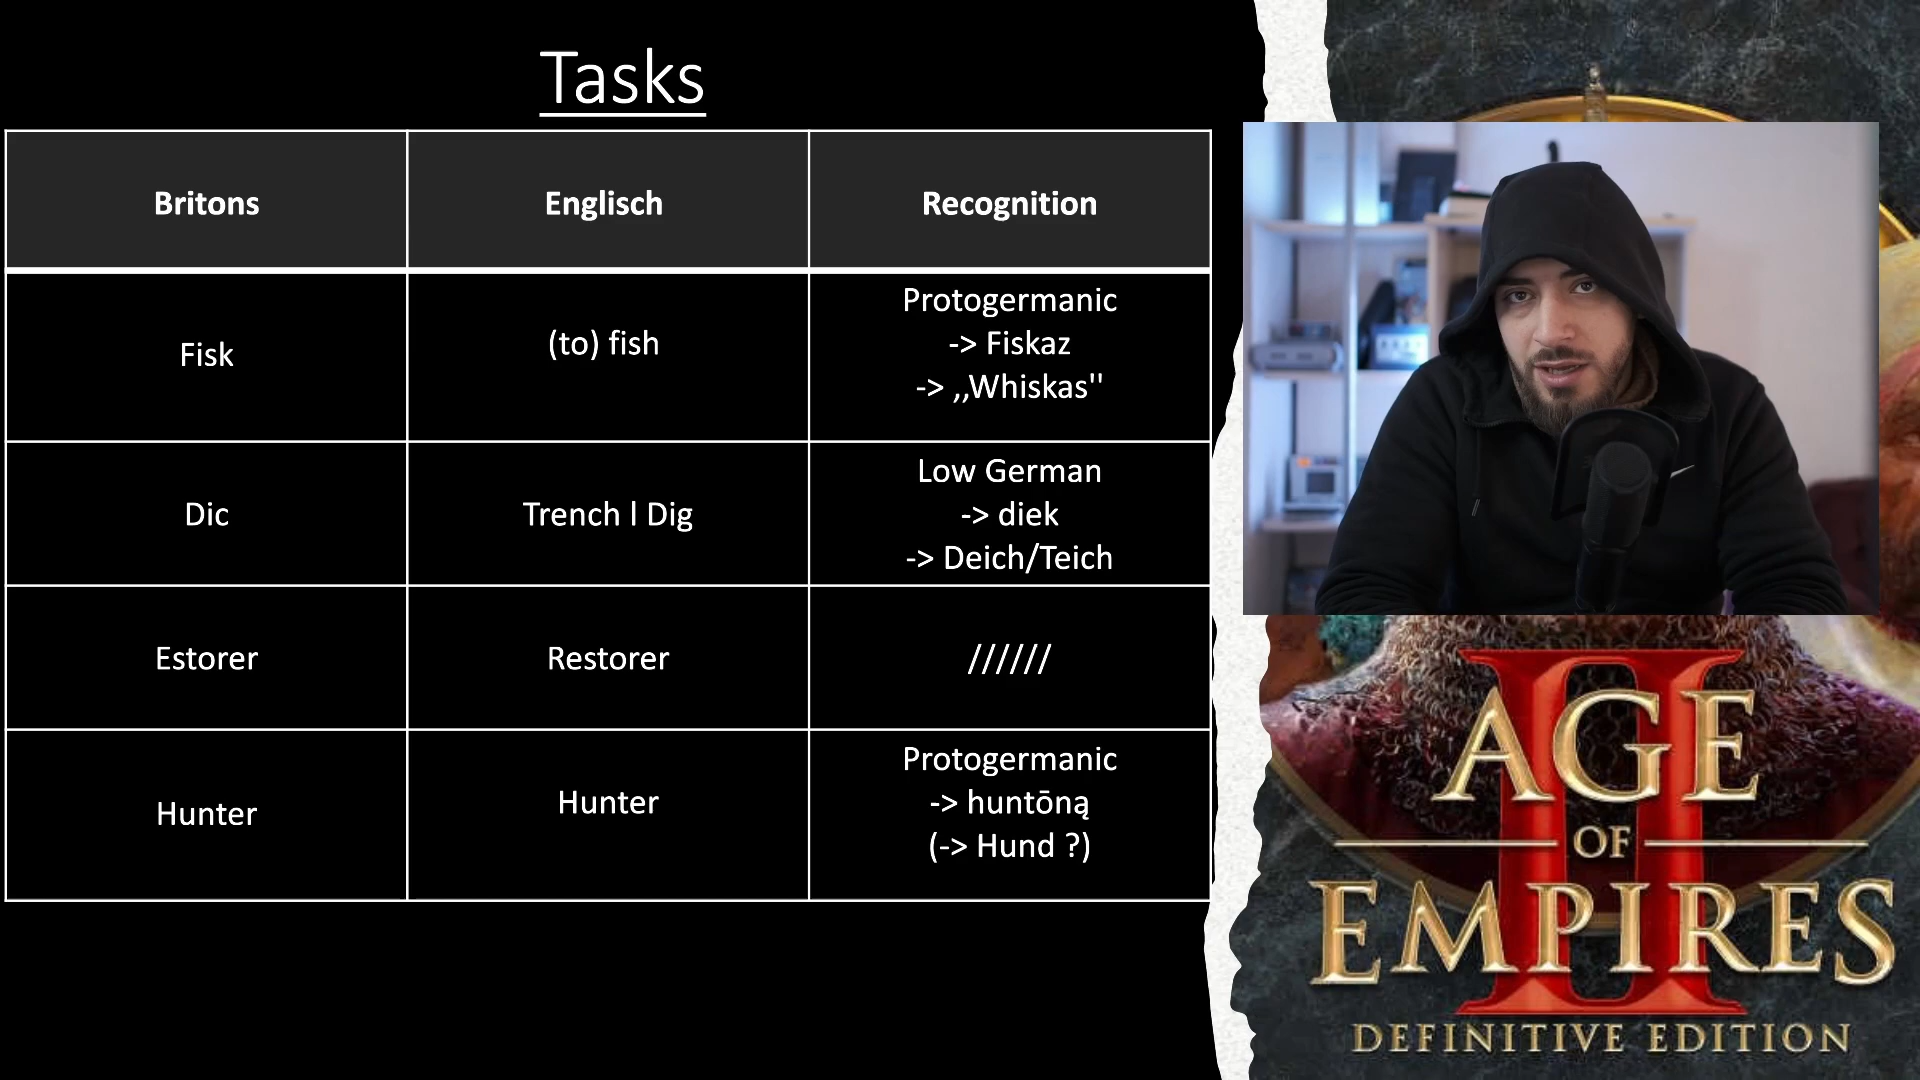 Tasks
Britons
Englisch
Recognition
Fisk
(to) fish
Protogermanic
-> Fiskaz
-> ,,Whiskas''
Dic
Trench l Dig
Low German
-> diek
-> Deich/Teich
Estorer
Restorer
//////
Hunter
Hunter
Protogermanic
-> huntōną
(-> Hund ?)
II
AGE
OF
EMPIRES
DEFINITIVE EDITION